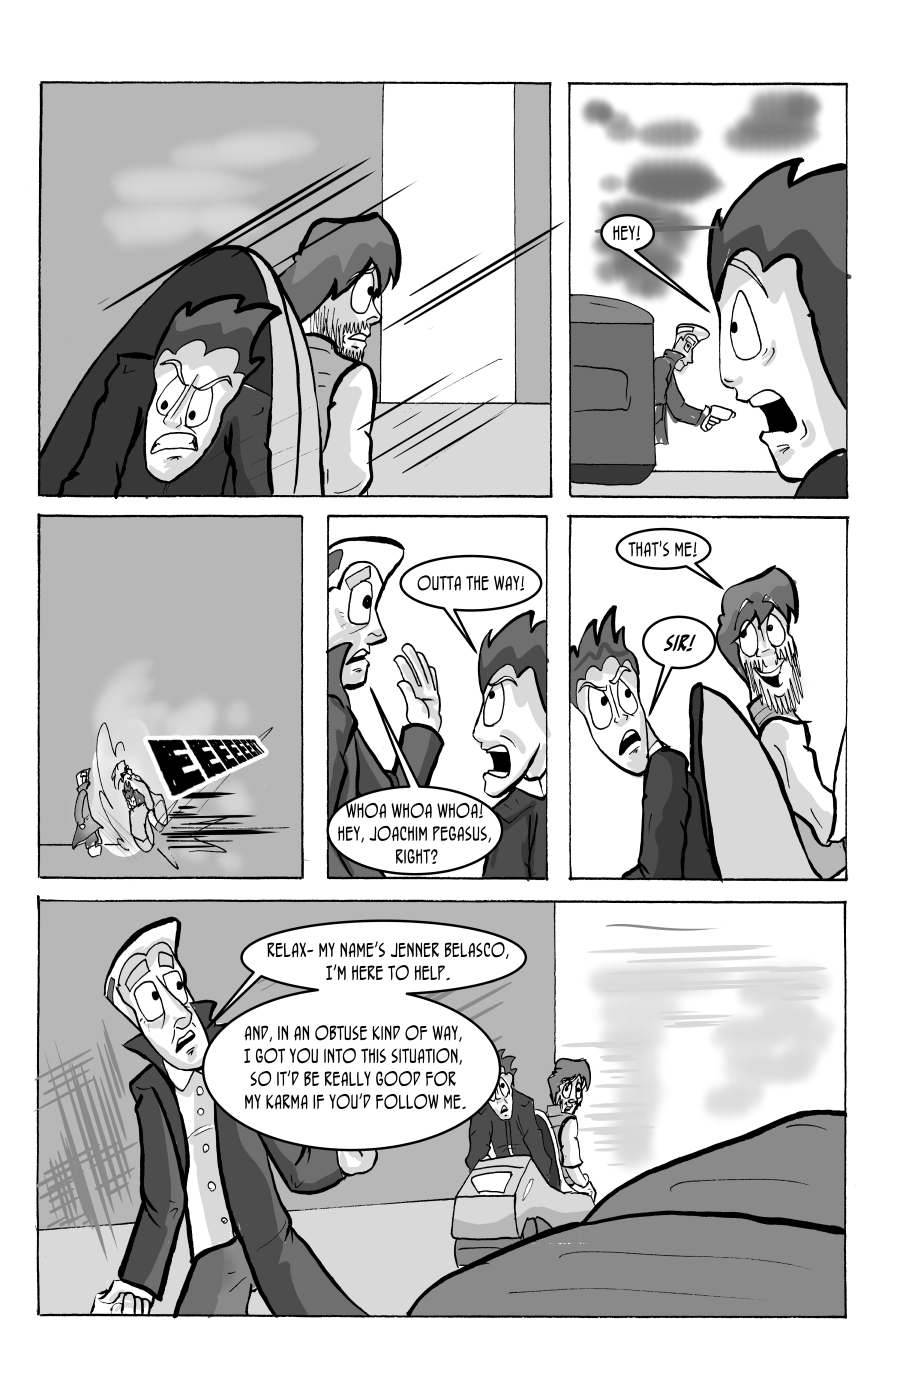 HEY!
EEEEEERT
OUTTA THE WAY!
WHOA WHOA WHOA!
HEY, JOACHIM PEGASUS,
RIGHT?
THAT'S ME!
SIR!
RELAX- MY NAME'S JENNER BELASCO,
I'M HERE TO HELP.
AND, IN AN OBTUSE KIND OF WAY,
I GOT YOU INTO THIS SITUATION,
SO IT'D BE REALLY GOOD FOR
MY KARMA IF YOU'D FOLLOW ME.